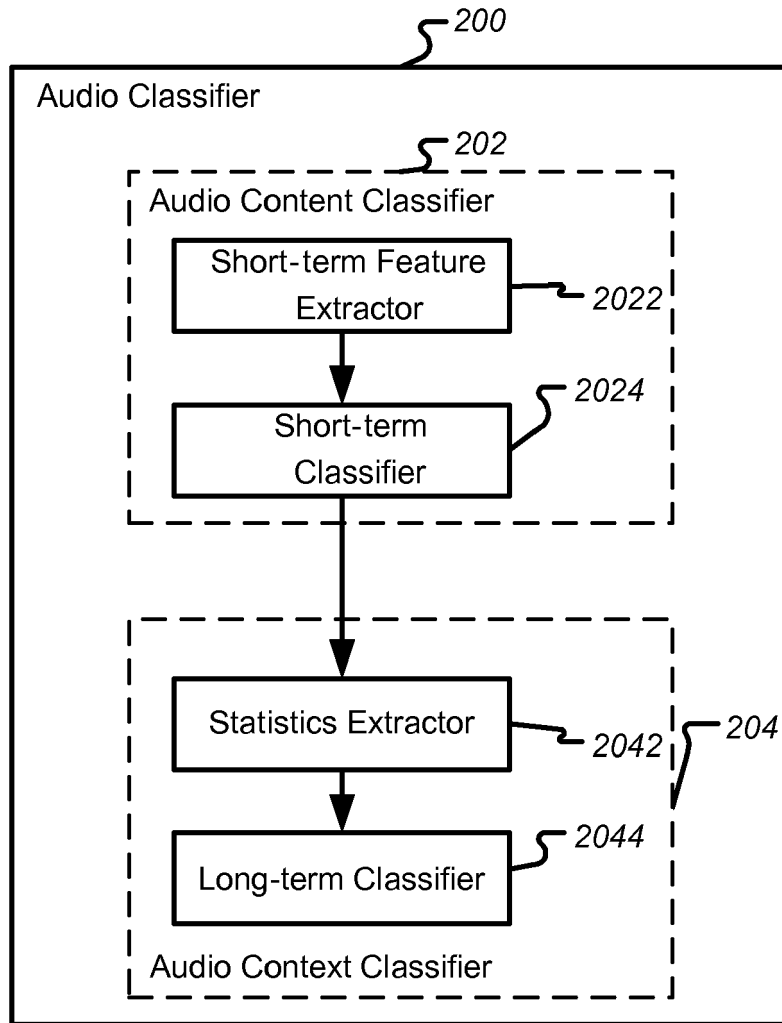 200
Audio Classifier
202
Audio Content Classifier
Short-term Feature
Extractor
2022
2024
Short-term
Classifier
Statistics Extractor
2042
204
2044
Long-term Classifier
Audio Context Classifier